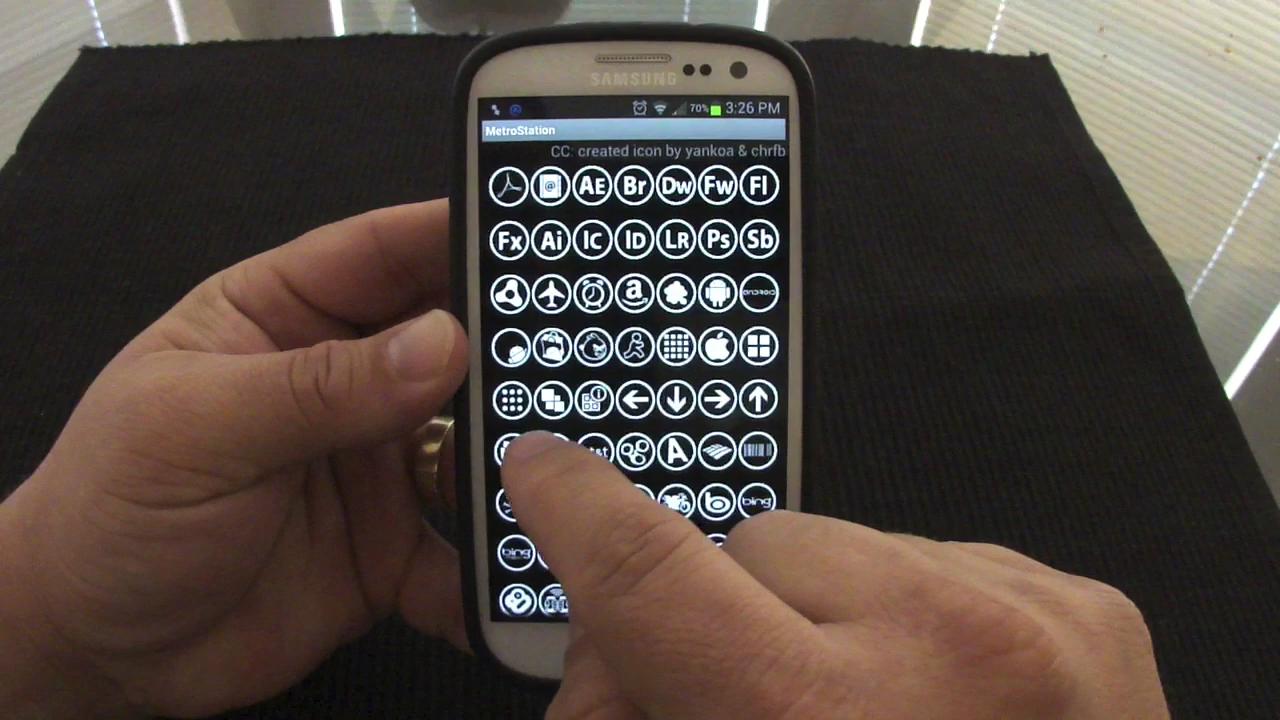 SAMSUNG
70% 3:26 PM
MetroStation
CC: created icon by yankoa & chrfb
AE Br Dw Fw Fl
Fx Ai IC ID LR Ps Sb
a ANDROID
A
bing
bing